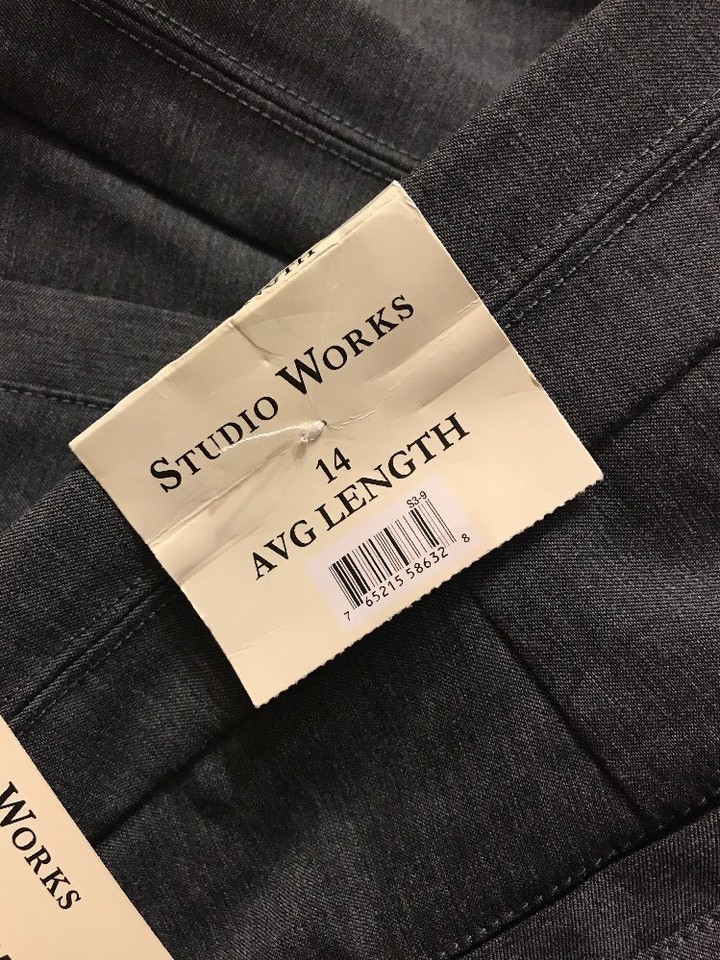 STUDIO WORKS
14
AVG LENGTH
S3-9
7 65215 58632 8
WORKS